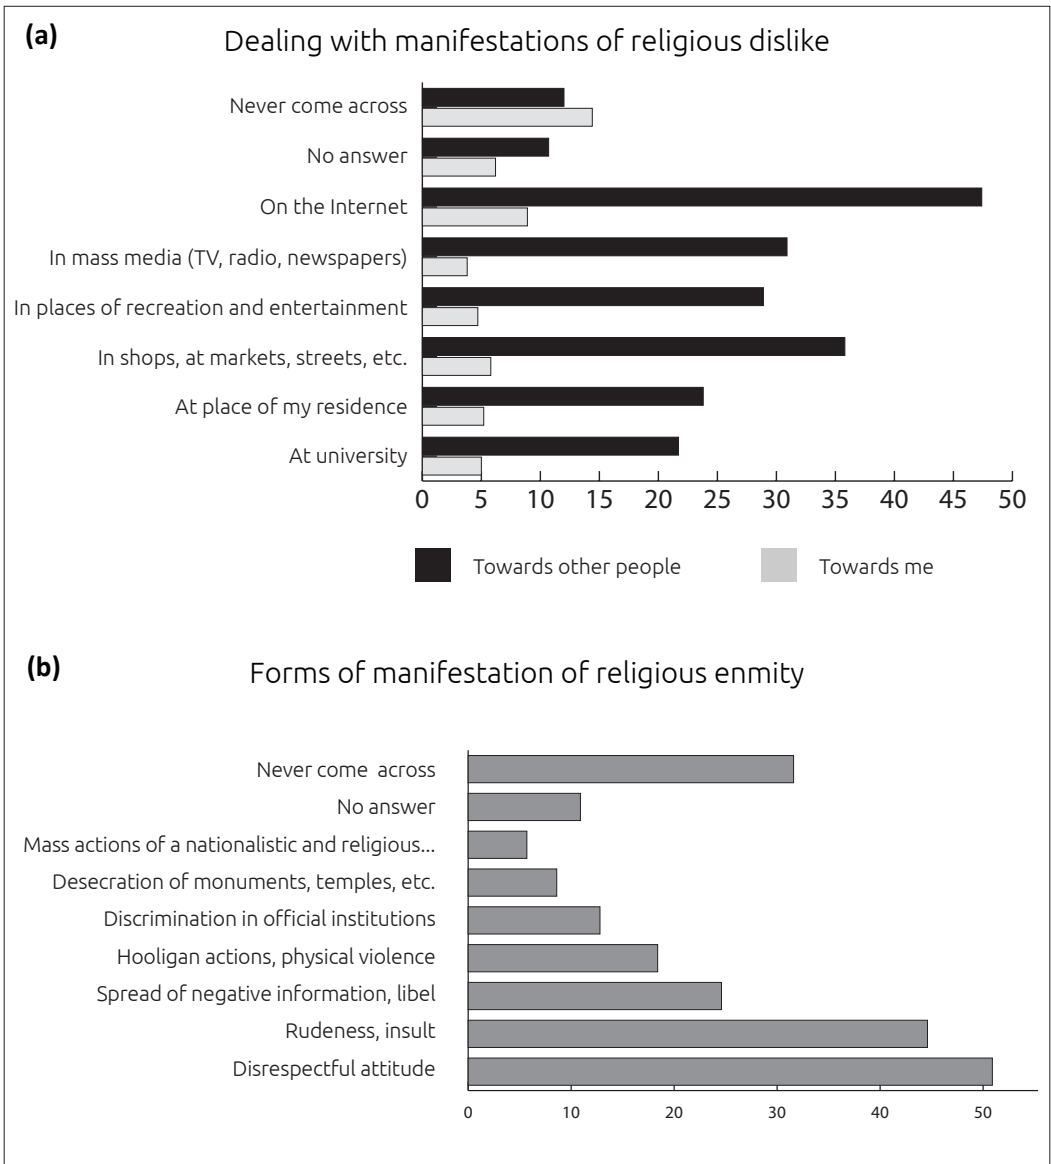 (a)
Dealing with manifestations of religious dislike
Never come across
No answer
On the Internet
In mass media (TV, radio, newspapers)
In places of recreation and entertainment
In shops, at markets, streets, etc.
At place of my residence
At university
0 5 10 15 20 25 30 35 40 45 50
Towards other people Towards me
(b)
Forms of manifestation of religious enmity
Never come across
No answer
Mass actions of a nationalistic and religious...
Desecration of monuments, temples, etc.
Discrimination in official institutions
Hooligan actions, physical violence
Spread of negative information, libel
Rudeness, insult
Disrespectful attitude
0 10 20 30 40 50